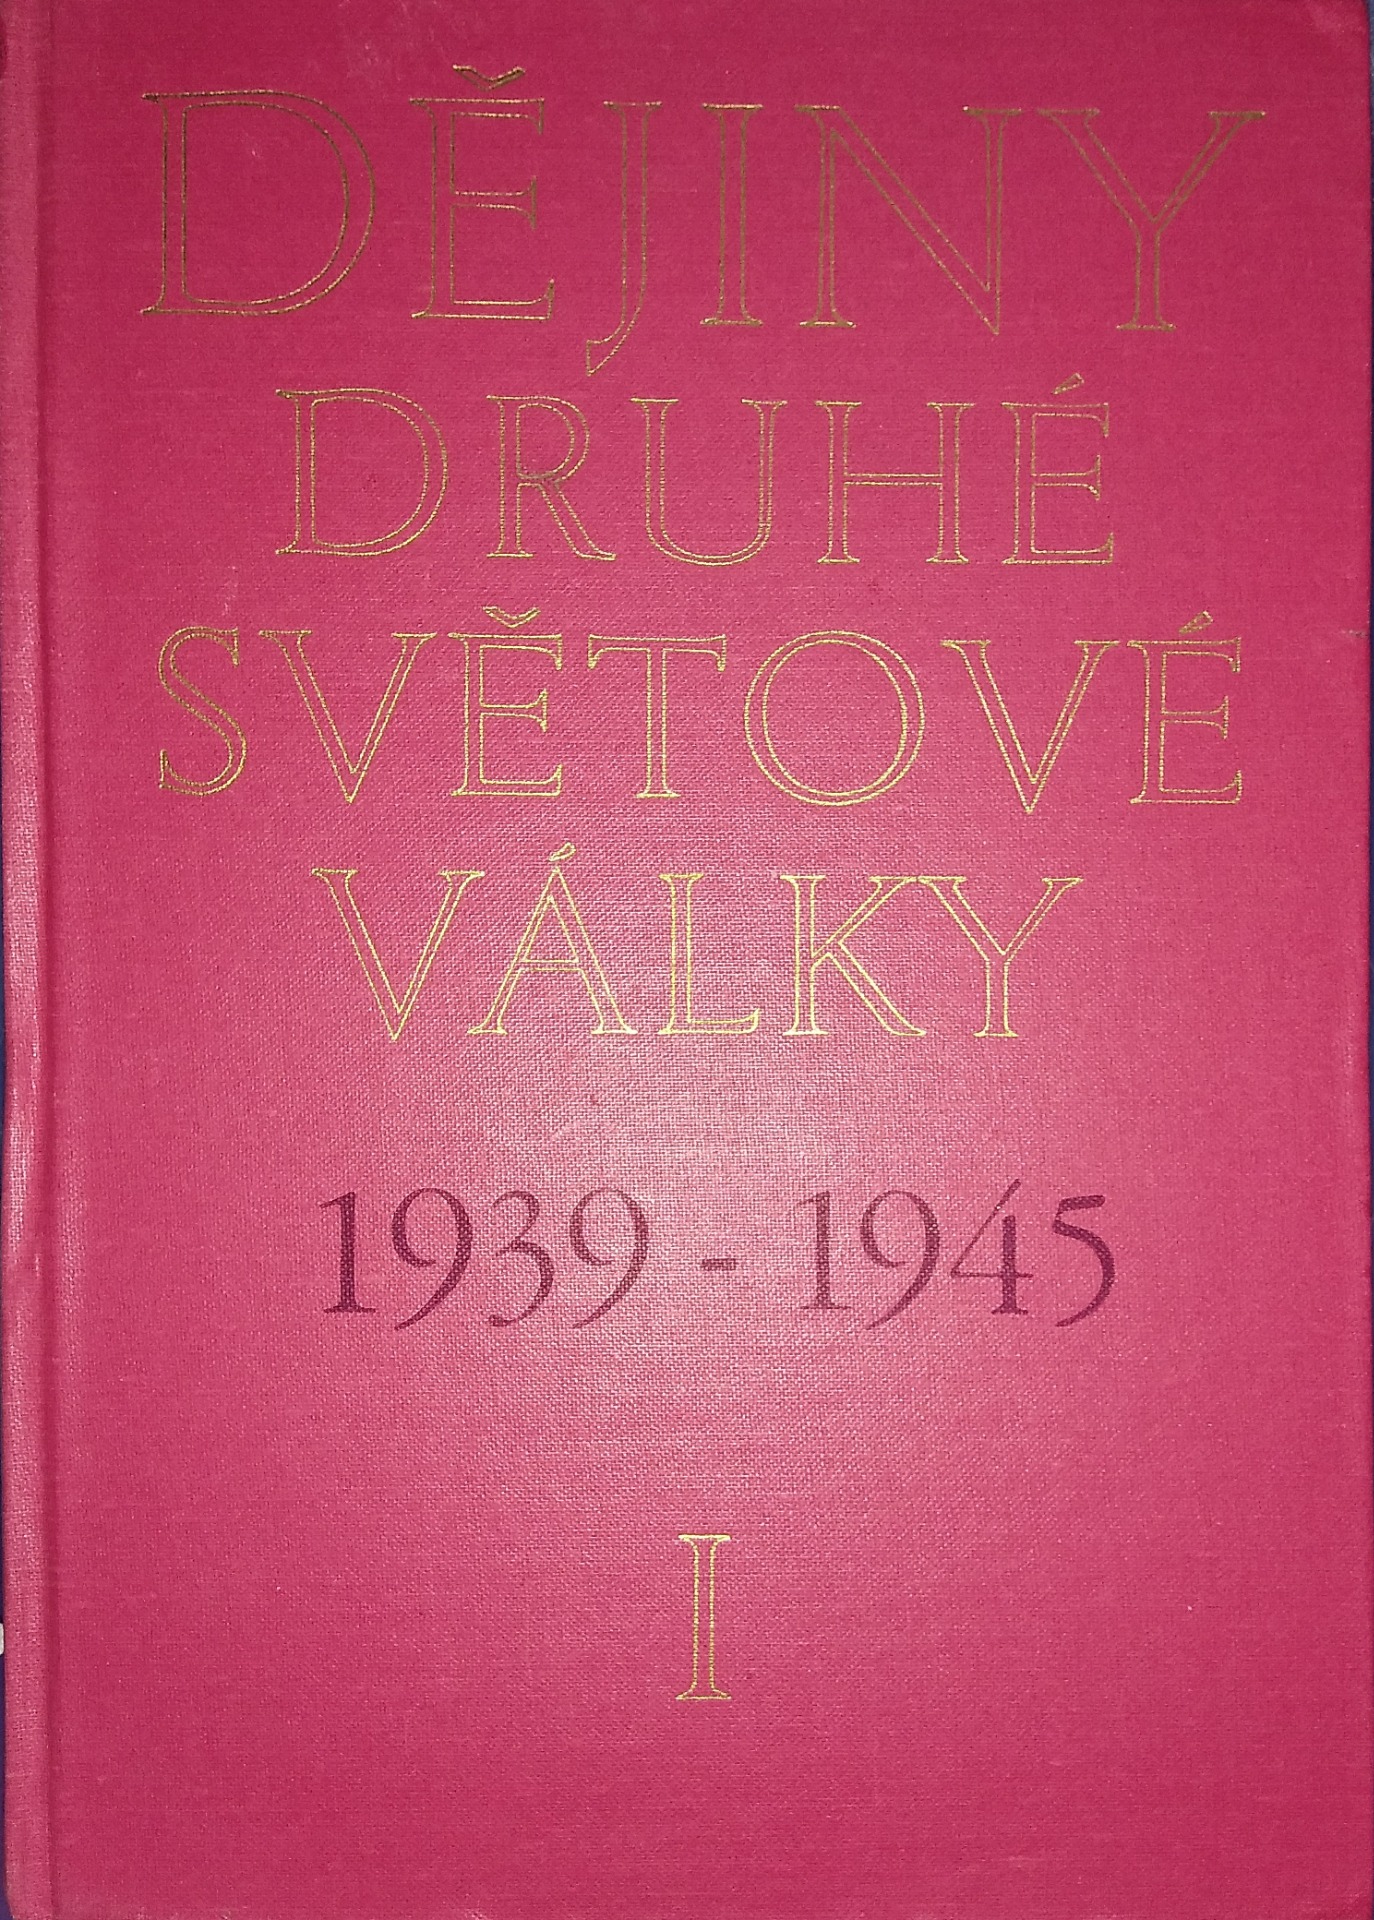 DĚJINY
DRUHÉ
SVĚTOVÉ
VÁLKY
1939 - 1945
I